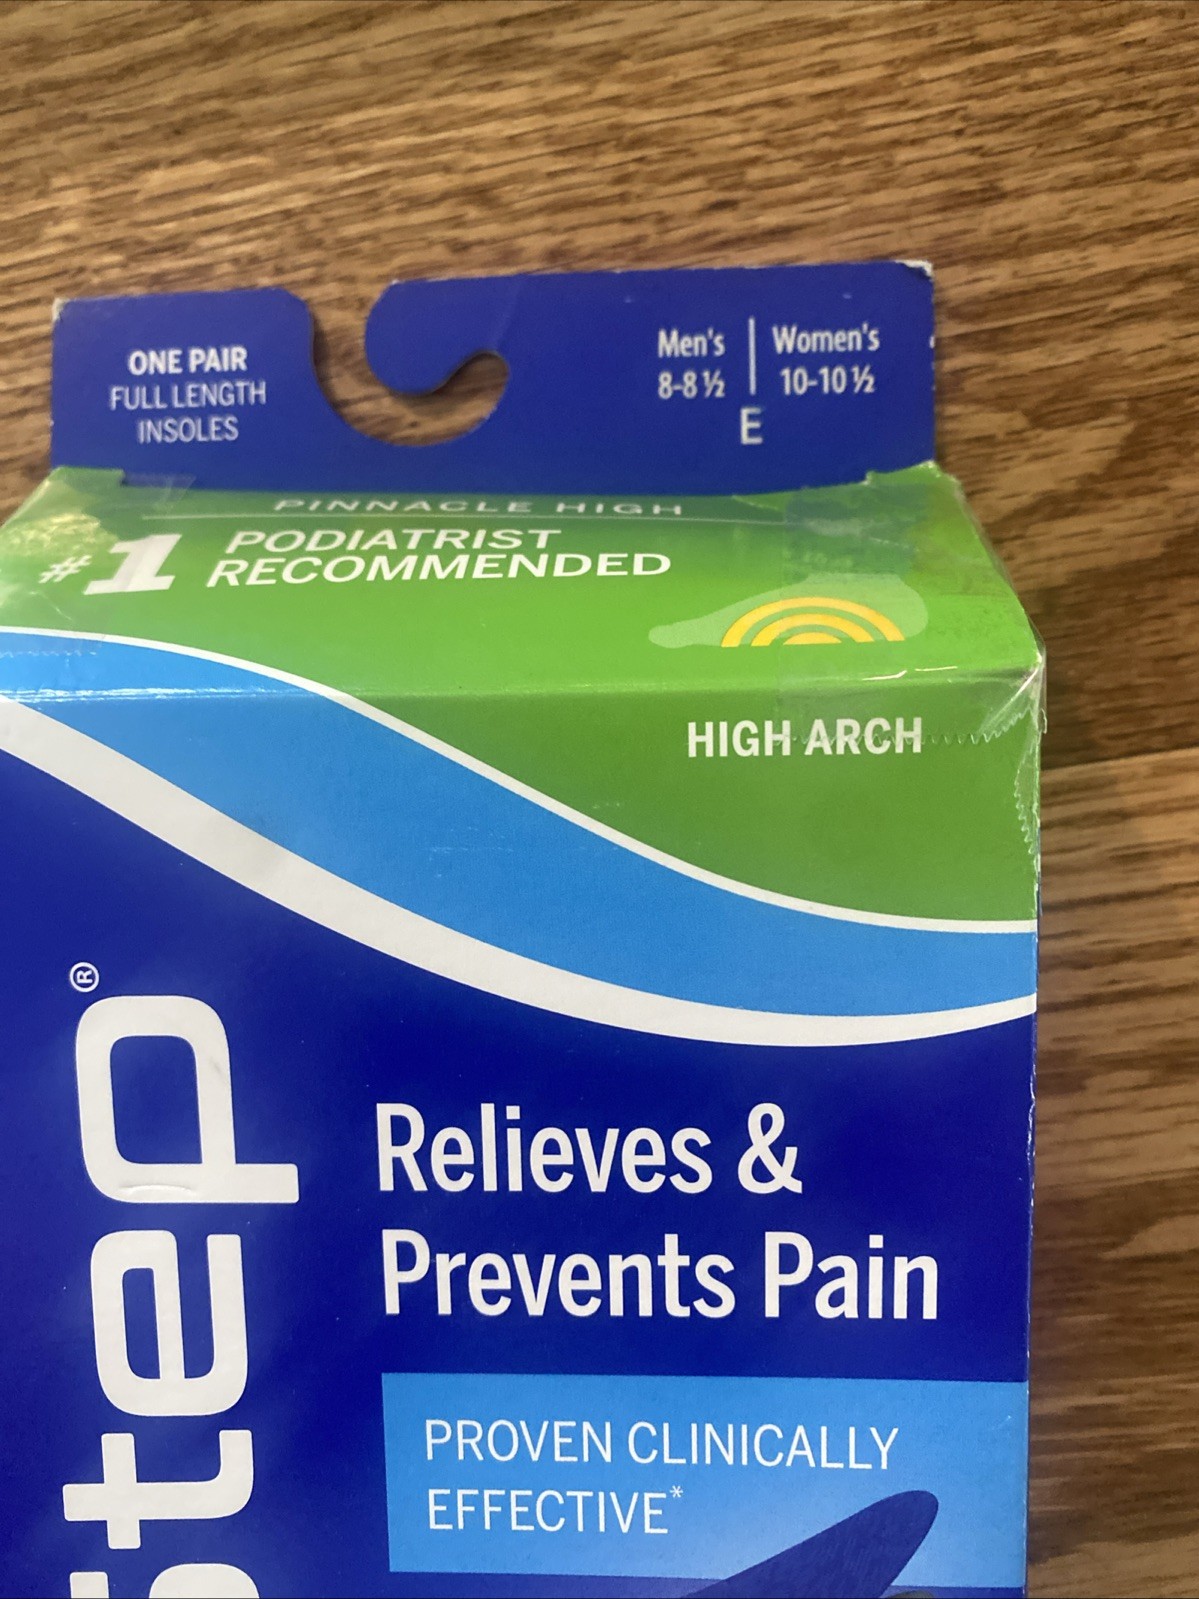 ONE PAIR
FULL LENGTH
INSOLES
Men's | Women's
8-8 ½ | 10-10 ½
E
PINNACLE HIGH
#1 PODIATRIST
RECOMMENDED
HIGH ARCH
step®
Relieves &
Prevents Pain
PROVEN CLINICALLY
EFFECTIVE*